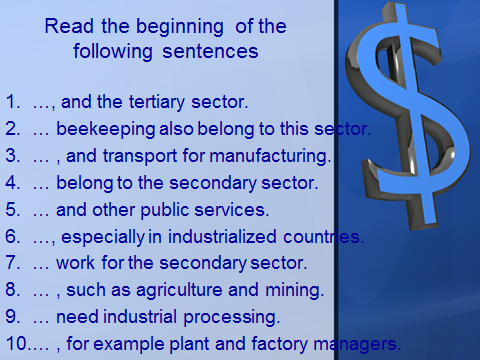 Read the beginning of the
following sentences
1. …, and the tertiary sector.
2. … beekeeping also belong to this sector.
3. … , and transport for manufacturing.
4. … belong to the secondary sector.
5. … and other public services.
6. …, especially in industrialized countries.
7. … work for the secondary sector.
8. … , such as agriculture and mining.
9. … need industrial processing.
10.… , for example plant and factory managers.